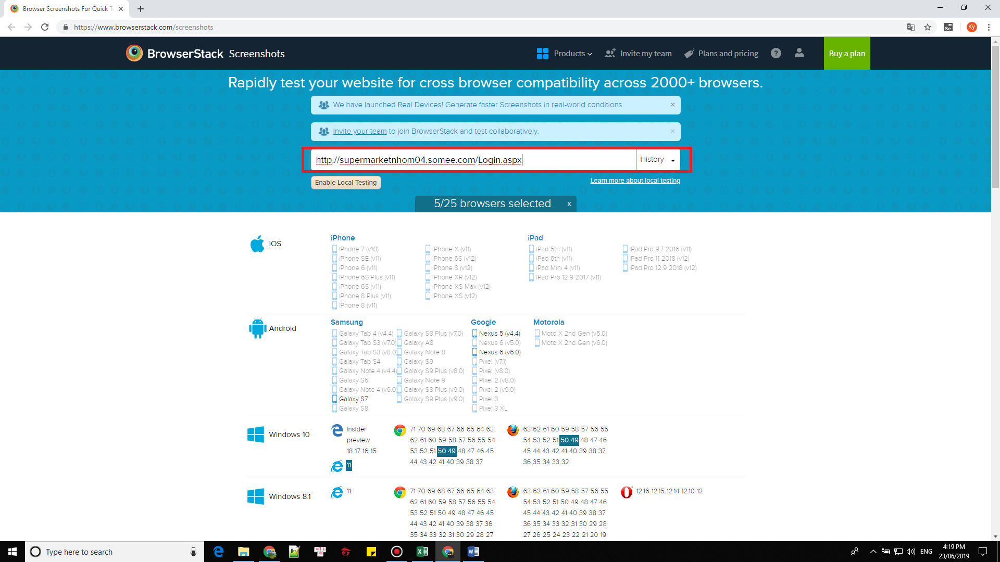 Browser Screenshots For Quick Te
https://www.browserstack.com/screenshots
Se
Kỳ
BrowserStack Screenshots
Products
Invite my team
Plans and pricing
?
Buy a plan
Rapidly test your website for cross browser compatibility across 2000+ browsers.
We have launched Real Devices! Generate faster Screenshots in real-world conditions. ×
Invite your team to join BrowserStack and test collaboratively. ×
http://supermarketnhom04.somee.com/Login.aspx
History
Enable Local Testing
Learn more about local testing
5/25 browsers selected x
iOS
iPhone
iPhone 7 (v10)
iPhone SE (v11)
iPhone 6 (v11)
iPhone 6S Plus (v11)
iPhone 6S (v11)
iPhone 8 Plus (v11)
iPhone 8 (v11)
iPhone X (v11)
iPhone 6S (v12)
iPhone 8 (v12)
iPhone XR (v12)
iPhone XS Max (v12)
iPhone XS (v12)
iPad
iPad 5th (v11)
iPad 6th (v11)
iPad Mini 4 (v11)
iPad Pro 12.9 2017 (v11)
iPad Pro 9.7 2016 (v11)
iPad Pro 11 2018 (v12)
iPad Pro 12.9 2018 (v12)
Android
Samsung
Galaxy Tab 4 (v4.4)
Galaxy Tab S3 (v7.0)
Galaxy Tab S3 (v8.0)
Galaxy Tab S4
Galaxy Note 4 (v4.4)
Galaxy S6
Galaxy Note 4 (v6.0)
Galaxy S7
Galaxy S8
Galaxy S8 Plus (v7.0)
Galaxy A8
Galaxy Note 8
Galaxy S9
Galaxy S9 Plus (v8.0)
Galaxy Note 9
Galaxy S8 Plus (v9.0)
Galaxy S9 Plus (v9.0)
Google
Nexus 5 (v4.4)
Nexus 6 (v5.0)
Nexus 6 (v6.0)
Pixel (v7.1)
Pixel (v8.0)
Pixel 2 (v8.0)
Pixel 2 (v9.0)
Pixel 3
Pixel 3 XL
Motorola
Moto X 2nd Gen (v5.0)
Moto X 2nd Gen (v6.0)
Windows 10
insider
preview
18 17 16 15
11
71 70 69 68 67 66 65 64 63
62 61 60 59 58 57 56 55 54
53 52 51 50 49 48 47 46 45
44 43 42 41 40 39 38 37
63 62 61 60 59 58 57 56 55
54 53 52 51 50 49 48 47 46
45 44 43 42 41 40 39 38 37
36 35 34 33 32
Windows 8.1
11
71 70 69 68 67 66 65 64 63
62 61 60 59 58 57 56 55 54
53 52 51 50 49 48 47 46 45
44 43 42 41 40 39 38 37 36
35 34 33 32 31 30 29 28 27
63 62 61 60 59 58 57 56 55
54 53 52 51 50 49 48 47 46
45 44 43 42 41 40 39 38 37
36 35 34 33 32 31 30 29 28
27 26 25 24 23 22 21 20 19
12.16 12.15 12.14 12.10 12
Type here to search
ENG
4:19 PM
23/06/2019